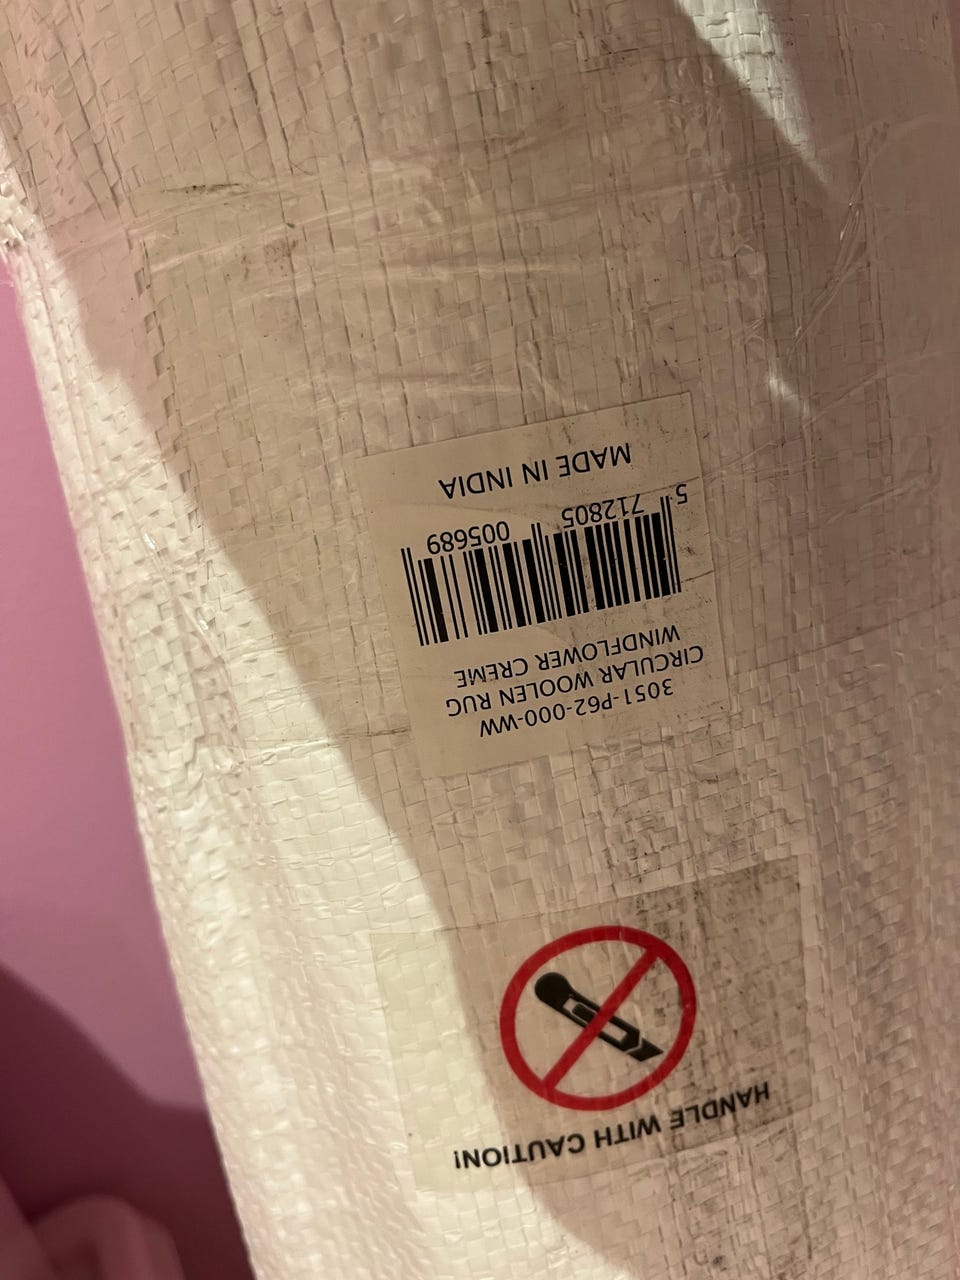 3051-P62-000-WW
CIRCULAR WOOLEN RUG
WINDFLOWER CREME
5 712805 005689
MADE IN INDIA
HANDLE WITH CAUTION!